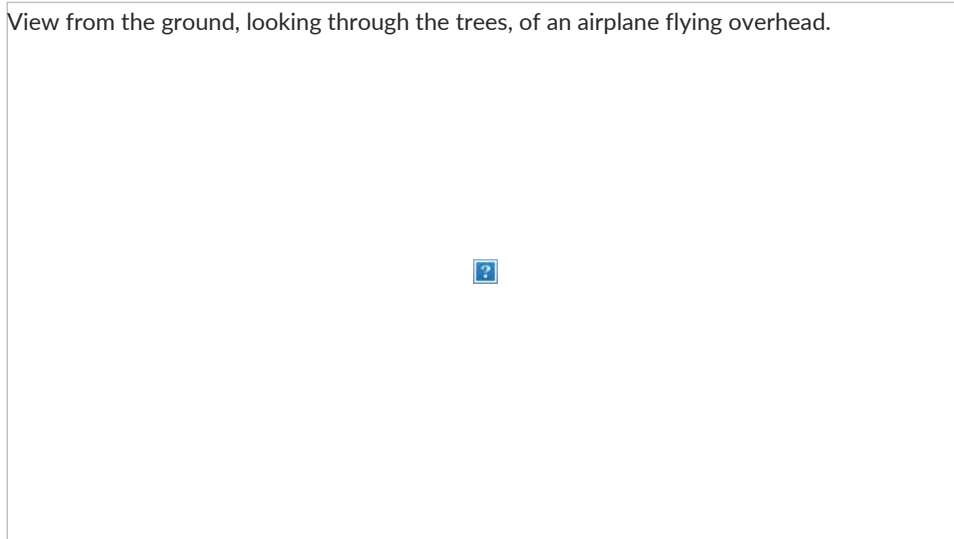 View from the ground, looking through the trees, of an airplane flying overhead.
?